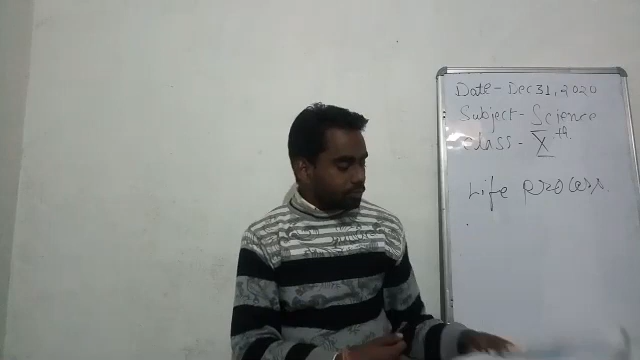 Date - Dec 31, 2020
Subject - Science
Class - X th
Life process.